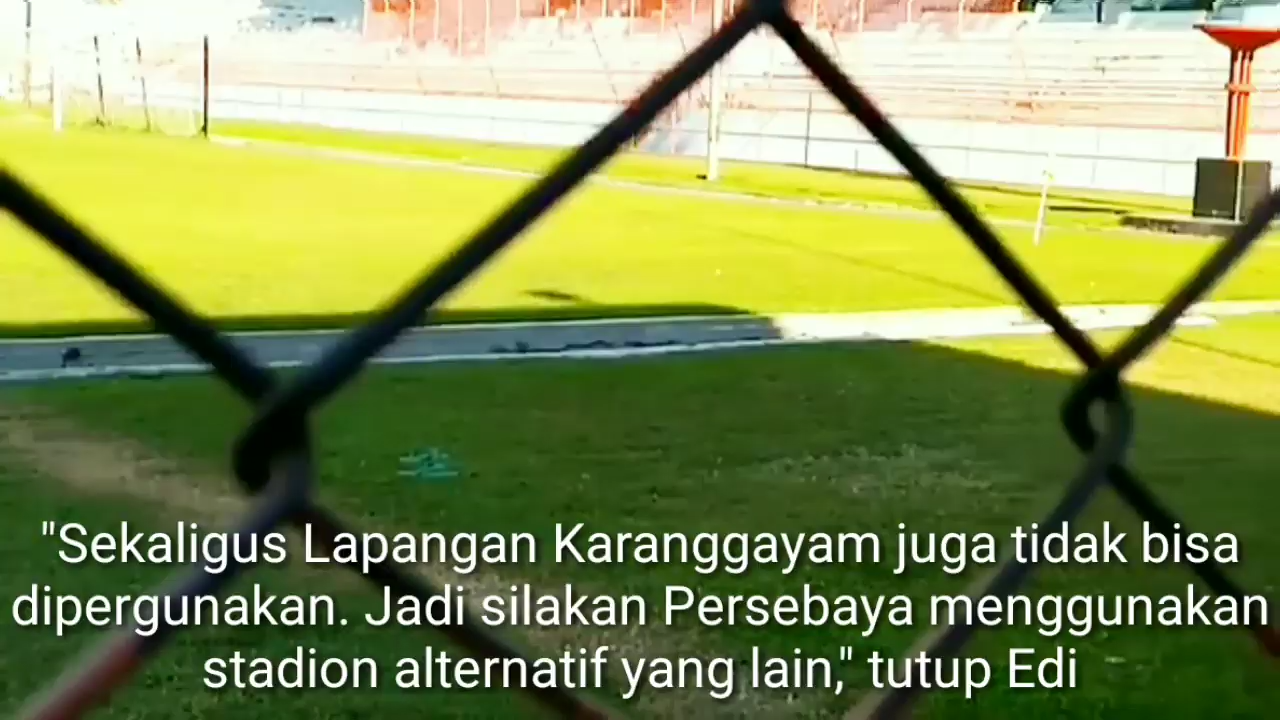 "Sekaligus Lapangan Karanggayam juga tidak bisa
dipergunakan. Jadi silakan Persebaya menggunakan
stadion alternatif yang lain," tutup Edi